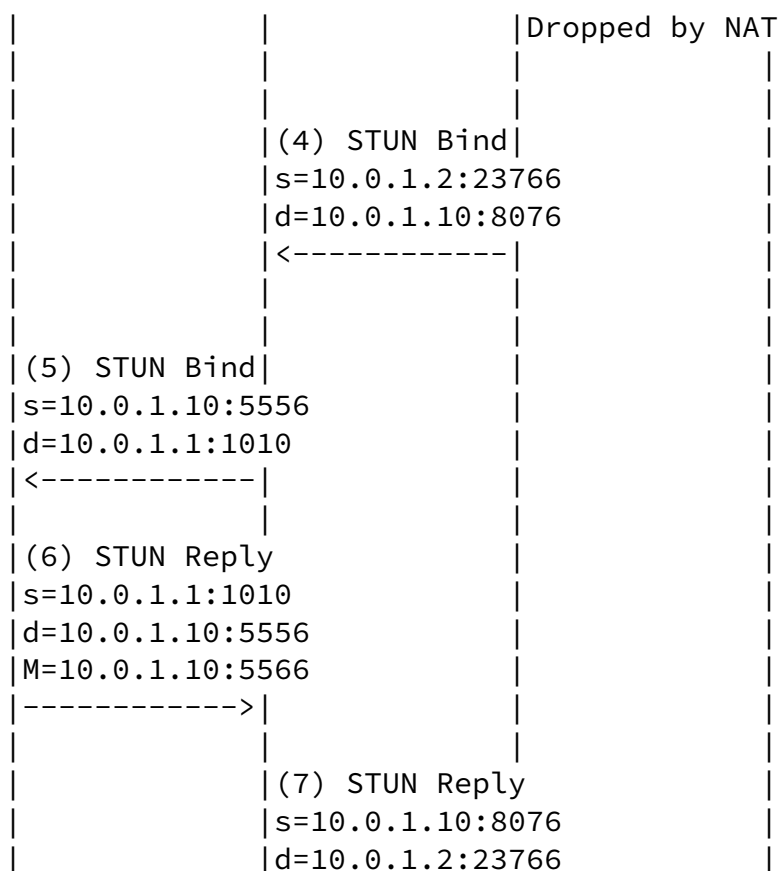 |                |                |Dropped by NAT
|                |                |                |
|                |                |                |
|                |(4) STUN Bind|                |
|                |s=10.0.1.2:23766              |
|                |d=10.0.1.10:8076              |
|                |<------------|                |
|                |                |                |
|                |                |                |
|(5) STUN Bind|                |                |
|s=10.0.1.10:5556              |                |
|d=10.0.1.1:1010               |                |
|<------------|                |                |
|                |                |                |
|(6) STUN Reply                |                |
|s=10.0.1.1:1010               |                |
|d=10.0.1.10:5556              |                |
|M=10.0.1.10:5566              |                |
|------------>|                |                |
|                |                |                |
|                |(7) STUN Reply                |
|                |s=10.0.1.10:8076              |
|                |d=10.0.1.2:23766              |